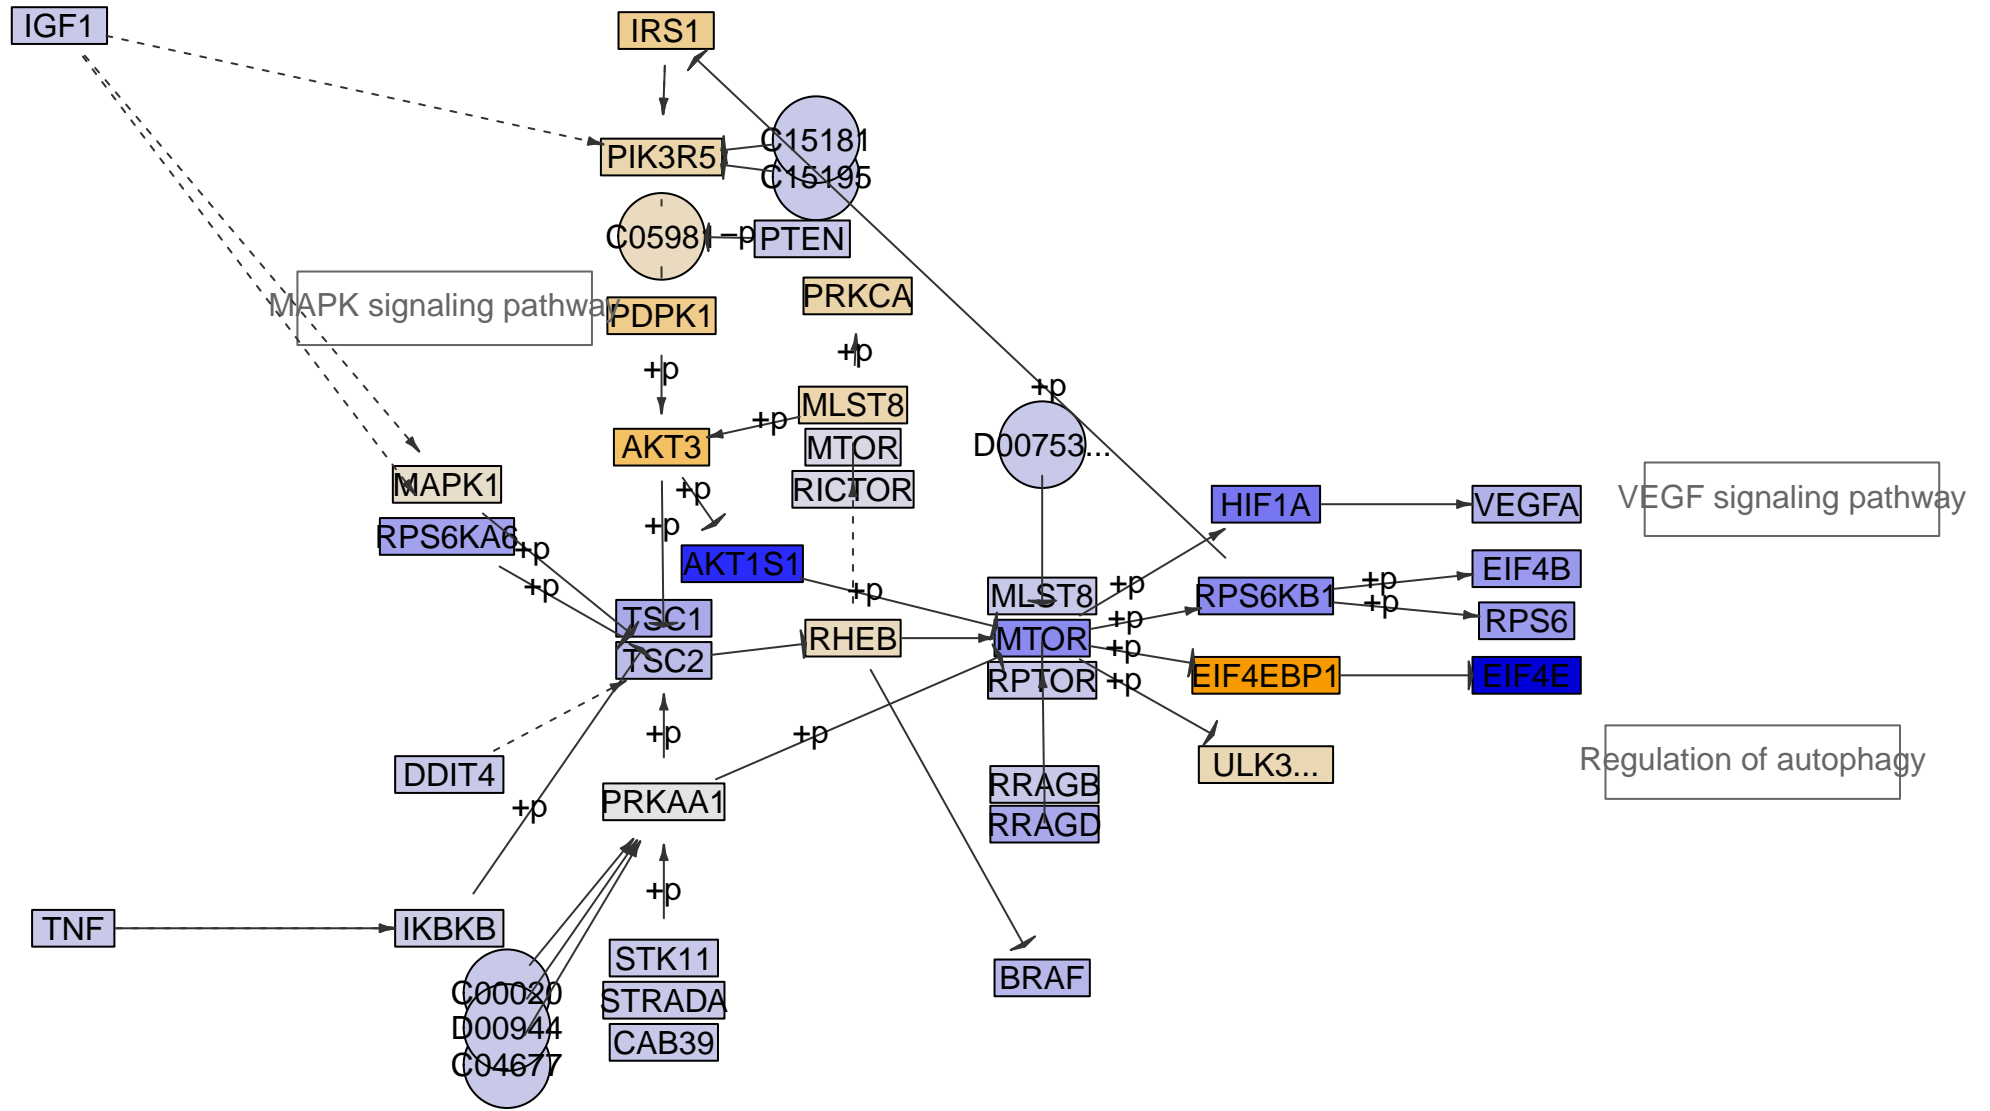 IGF1
IRS1
C15181
PIK3R5
C15195
C05981
−p
PTEN
PRKCA
MAPK signaling pathway
PDPK1
+p
+p
+p
MLST8
+p
AKT3
MTOR
D00753...
MAPK1
+p
RICTOR
HIF1A
VEGFA
VEGF signaling pathway
+p
RPS6KA6
+p
AKT1S1
EIF4B
+p
+p
+p
+p
MLST8
RPS6KB1
+p
TSC1
+p
RPS6
RHEB
MTOR
+p
TSC2
RPTOR
+p
EIF4EBP1
EIF4E
+p
+p
ULK3...
Regulation of autophagy
DDIT4
RRAGB
PRKAA1
+p
RRAGD
+p
TNF
IKBKB
STK11
BRAF
C00020
STRADA
D00944
CAB39
C04677